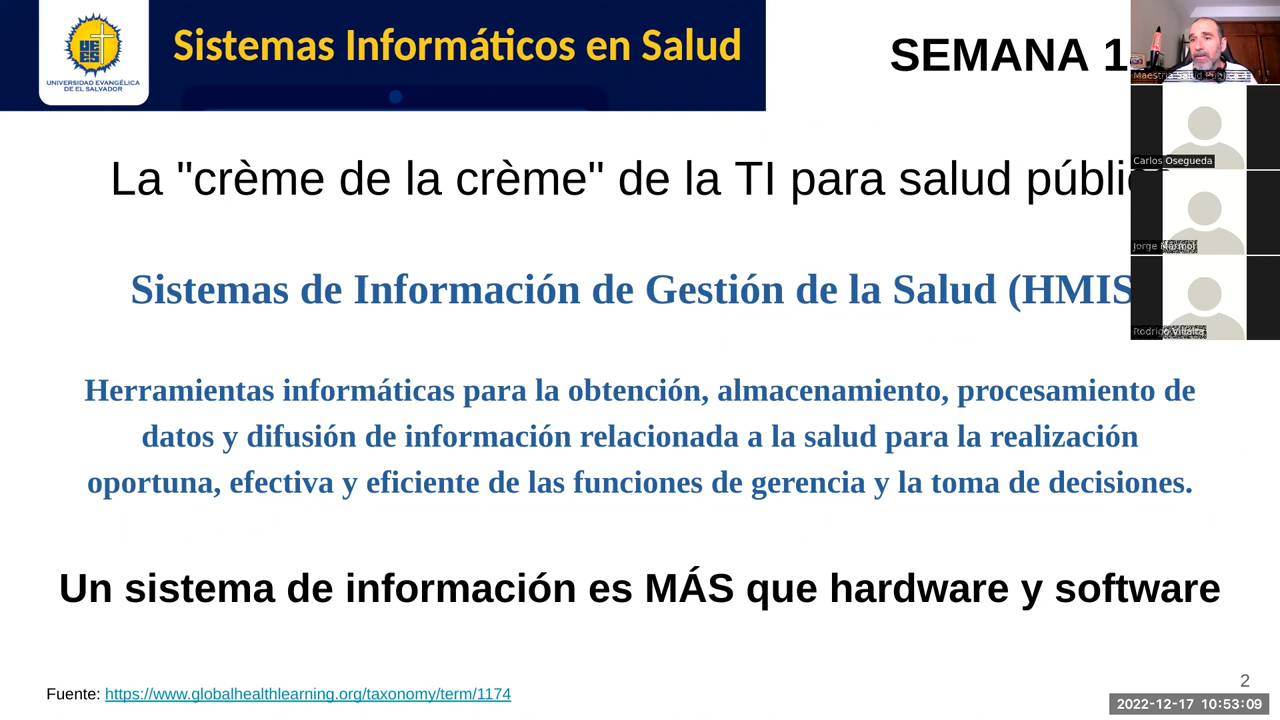 UNIVERSIDAD EVANGÉLICA
DE EL SALVADOR
Sistemas Informáticos en Salud
SEMANA 1
Maestría Salud Pública
Carlos Osegueda
La "crème de la crème" de la TI para salud públic
Jorge
Sistemas de Información de Gestión de la Salud (HMIS
Rodrigo
Herramientas informáticas para la obtención, almacenamiento, procesamiento de
datos y difusión de información relacionada a la salud para la realización
oportuna, efectiva y eficiente de las funciones de gerencia y la toma de decisiones.
Un sistema de información es MÁS que hardware y software
Fuente: https://www.globalhealthlearning.org/taxonomy/term/1174
2
2022-12-17 10:53:09